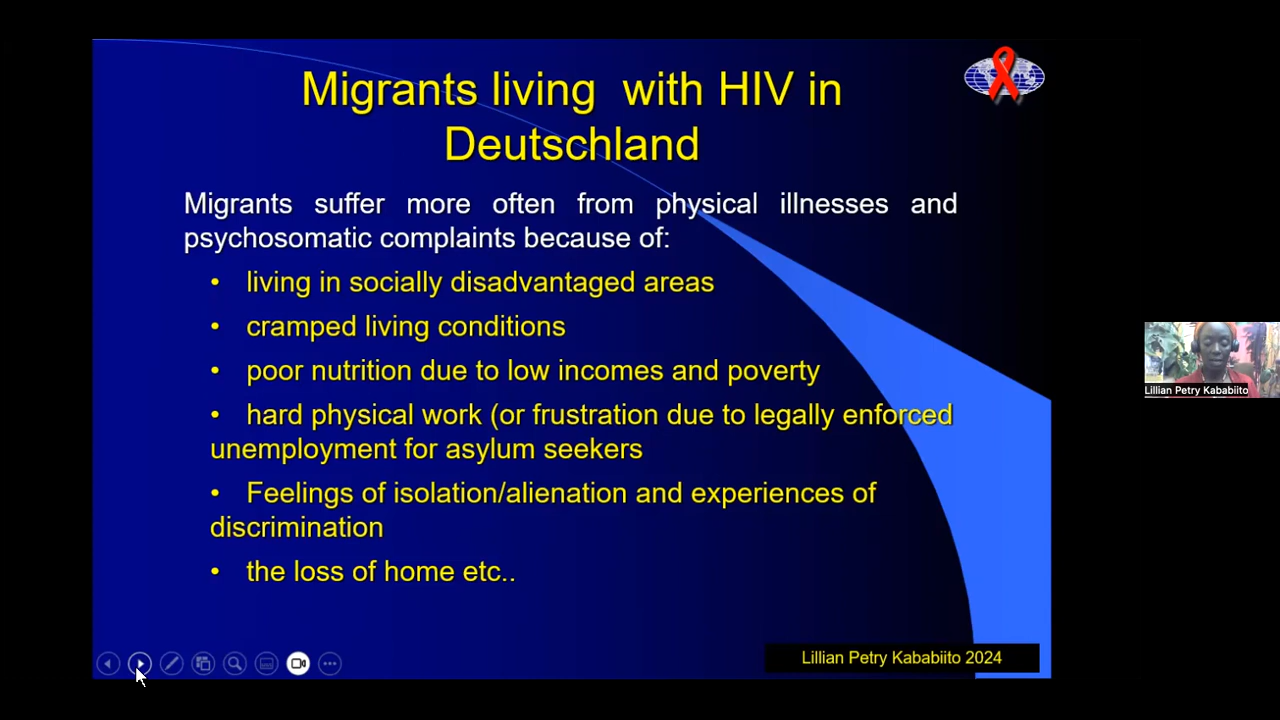 Migrants living with HIV in
Deutschland
Migrants suffer more often from physical illnesses and
psychosomatic complaints because of:
• living in socially disadvantaged areas
• cramped living conditions
• poor nutrition due to low incomes and poverty
• hard physical work (or frustration due to legally enforced
unemployment for asylum seekers
• Feelings of isolation/alienation and experiences of
discrimination
• the loss of home etc..
Lillian Petry Kababiito 2024
Lillian Petry Kababiito